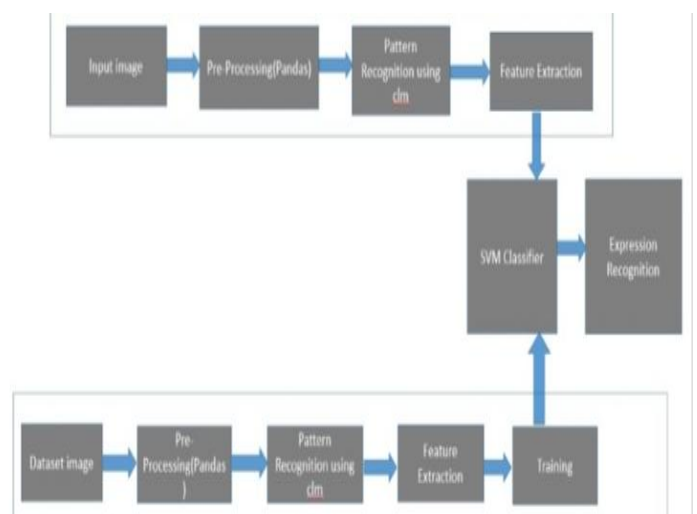 Input image
Pre-Processing(Pandas)
Pattern
Recognition using
clm
Feature Extraction
SVM Classifier
Expression
Recognition
Dataset image
Pre-
Processing(Pandas
)
Pattern
Recognition using
clm
Feature
Extraction
Training